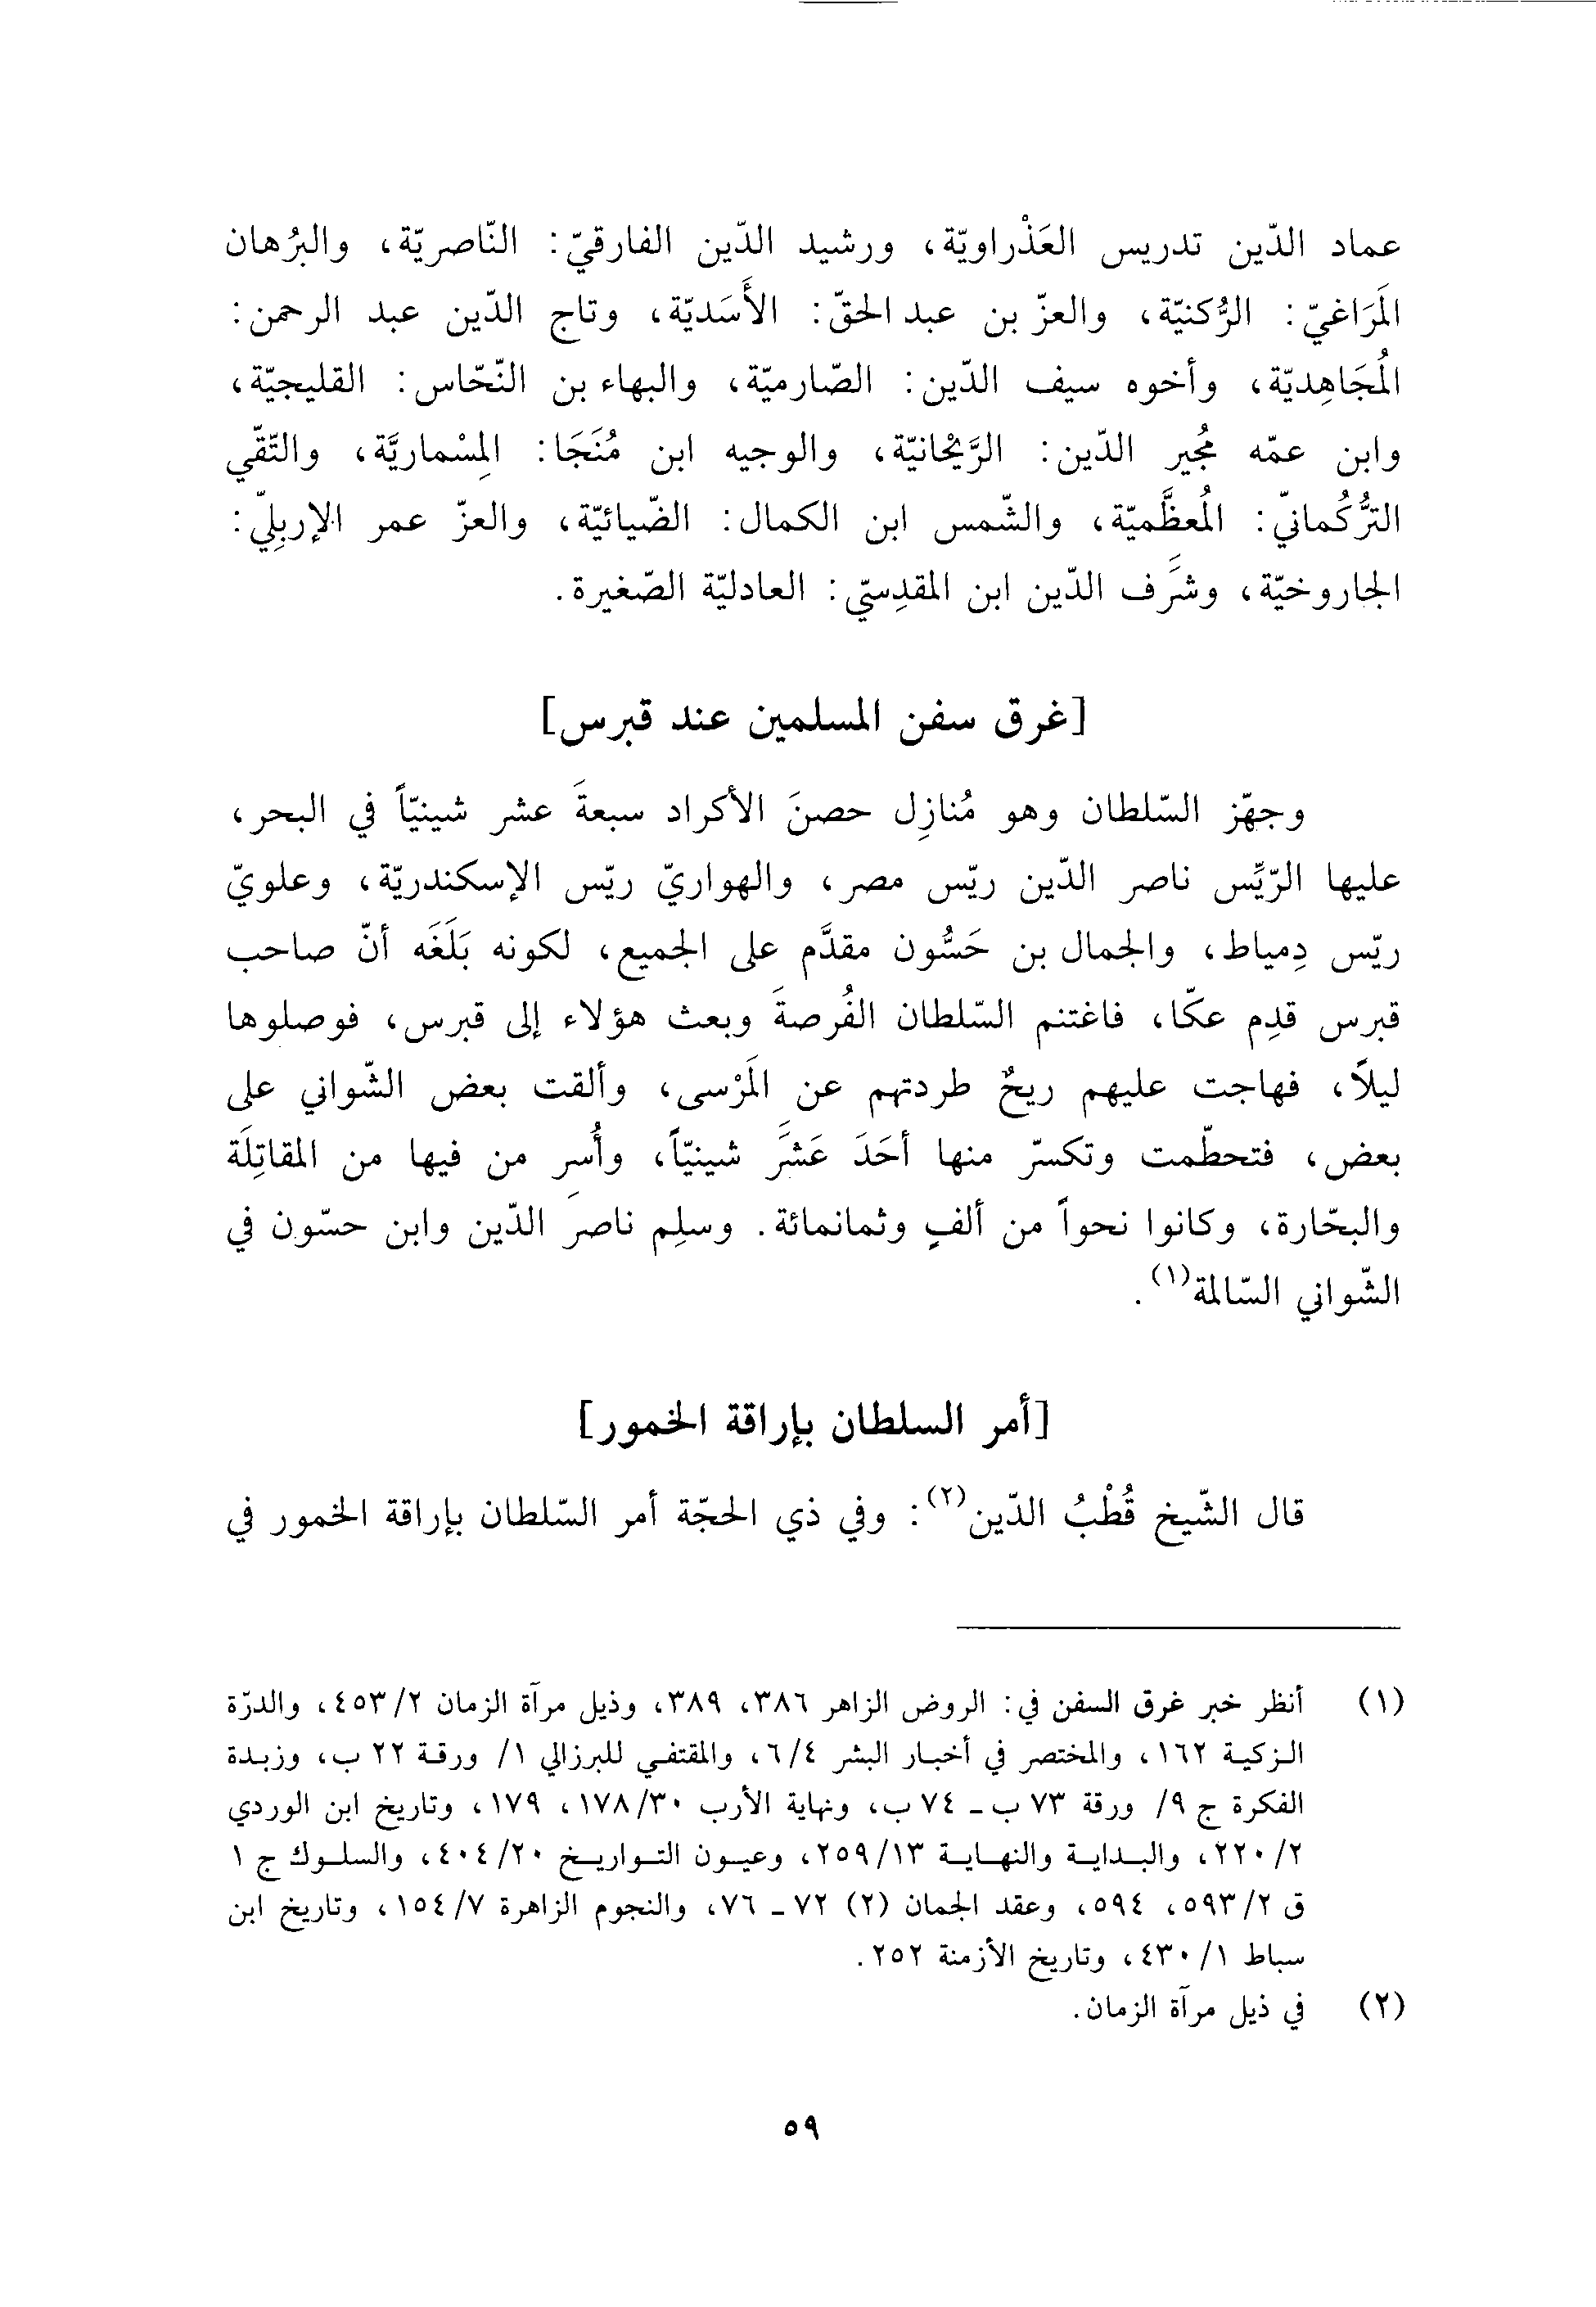 عماد الدّين تدريس العَذْراويّة، ورشيد الدّين الفارقيّ: النّاصريّة، والبرُهان
المَرَاغيّ: الرُّكنيّة، والعزّ بن عبد الحقّ: الأَسَديّة، وتاج الدّين عبد الرحمن:
المُجَاهِديّة، وأخوه سيف الدّين: الصّارميّة، والبهاء بن النّحّاس: القليجيّة،
وابن عمّه مجُير الدّين: الرَّيْحانيّة، والوجيه ابن مُنَجَا: المِسْماريَّة، والتّقّي
التُّركُمانيّ: المُعظَّميّة، والشّمس ابن الكمال: الضّيائيّة، والعزّ عمر الإربِليّ:
الجاروخيّة، وشرََف الدّين ابن المقدِسيّ: العادليّة الصّغيرة.
[غرق سفن المسلمين عند قبرس]
وجهّز السّلطان وهو مُنازِل حصنَ الأكراد سبعةَ عشر شينيّاً في البحر،
عليها الرّيِّس ناصر الدّين ريّس مصر، والهواريّ ريّس الإسكندريّة، وعلويّ
ريّس دِمياط، والجمال بن حَسُّون مقدَّم على الجميع، لكونه بَلَغَه أنّ صاحب
قبرس قدِم عكّا، فاغتنم السّلطان الفُرصةَ وبعث هؤلاء إلى قبرس، فوصلوها
ليلاً، فهاجت عليهم ريحٌ طردتهم عن المَرْسى، وألقت بعض الشّواني على
بعض، فتحطّمت وتكسرّ منها أحَدَ عَشرََ شينيّاً، وأُسرِ من فيها من المقاتِلَة
والبحّارة، وكانوا نحواً من ألفٍ وثمانمائة. وسلِم ناصرَ الدّين وابن حسّون في
الشّواني السّالمة(١).
[أمر السلطان بإراقة الخمور]
قال الشّيخ قُطْبُ الدّين(٢): وفي ذي الحجّة أمر السّلطان بإراقة الخمور في
(١) أنظر خبر غرق السفن في: الروض الزاهر ٣٨٦، ٣٨٩، وذيل مرآة الزمان ٤٥٣/٢، والدرّة
الزكية ١٦٢، والمختصر في أخبار البشر ٦/٤، والمقتفي للبرزالي ١/ ورقة ٢٢ ب، وزبدة
الفكرة ج ٩/ ورقة ٧٣ ب ـ ٧٤ ب، ونهاية الأرب ١٧٨/٣٠، ١٧٩، وتاريخ ابن الوردي
٢٢٠/٢، والبداية والنهاية ٢٥٩/١٣، وعيون التواريخ ٤٠٤/٢٠، والسلوك ج ١
ق ٥٩٣/٢، ٥٩٤، وعقد الجمان (٢) ٧٢ ـ ٧٦، والنجوم الزاهرة ١٥٤/٧، وتاريخ ابن
سباط ٤٣٠/١، وتاريخ الأزمنة ٢٥٢.
(٢) في ذيل مرآة الزمان.
٥٩